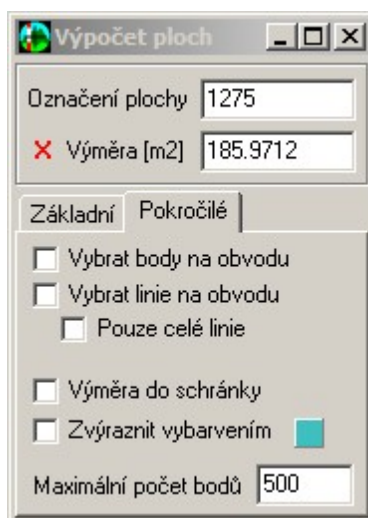 Výpočet ploch
Označení plochy 1275
Výměra [m2] 185.9712
Základní Pokročilé
Vybrat body na obvodu
Vybrat linie na obvodu
Pouze celé linie
Výměra do schránky
Zvýraznit vybarvením
Maximální počet bodů 500